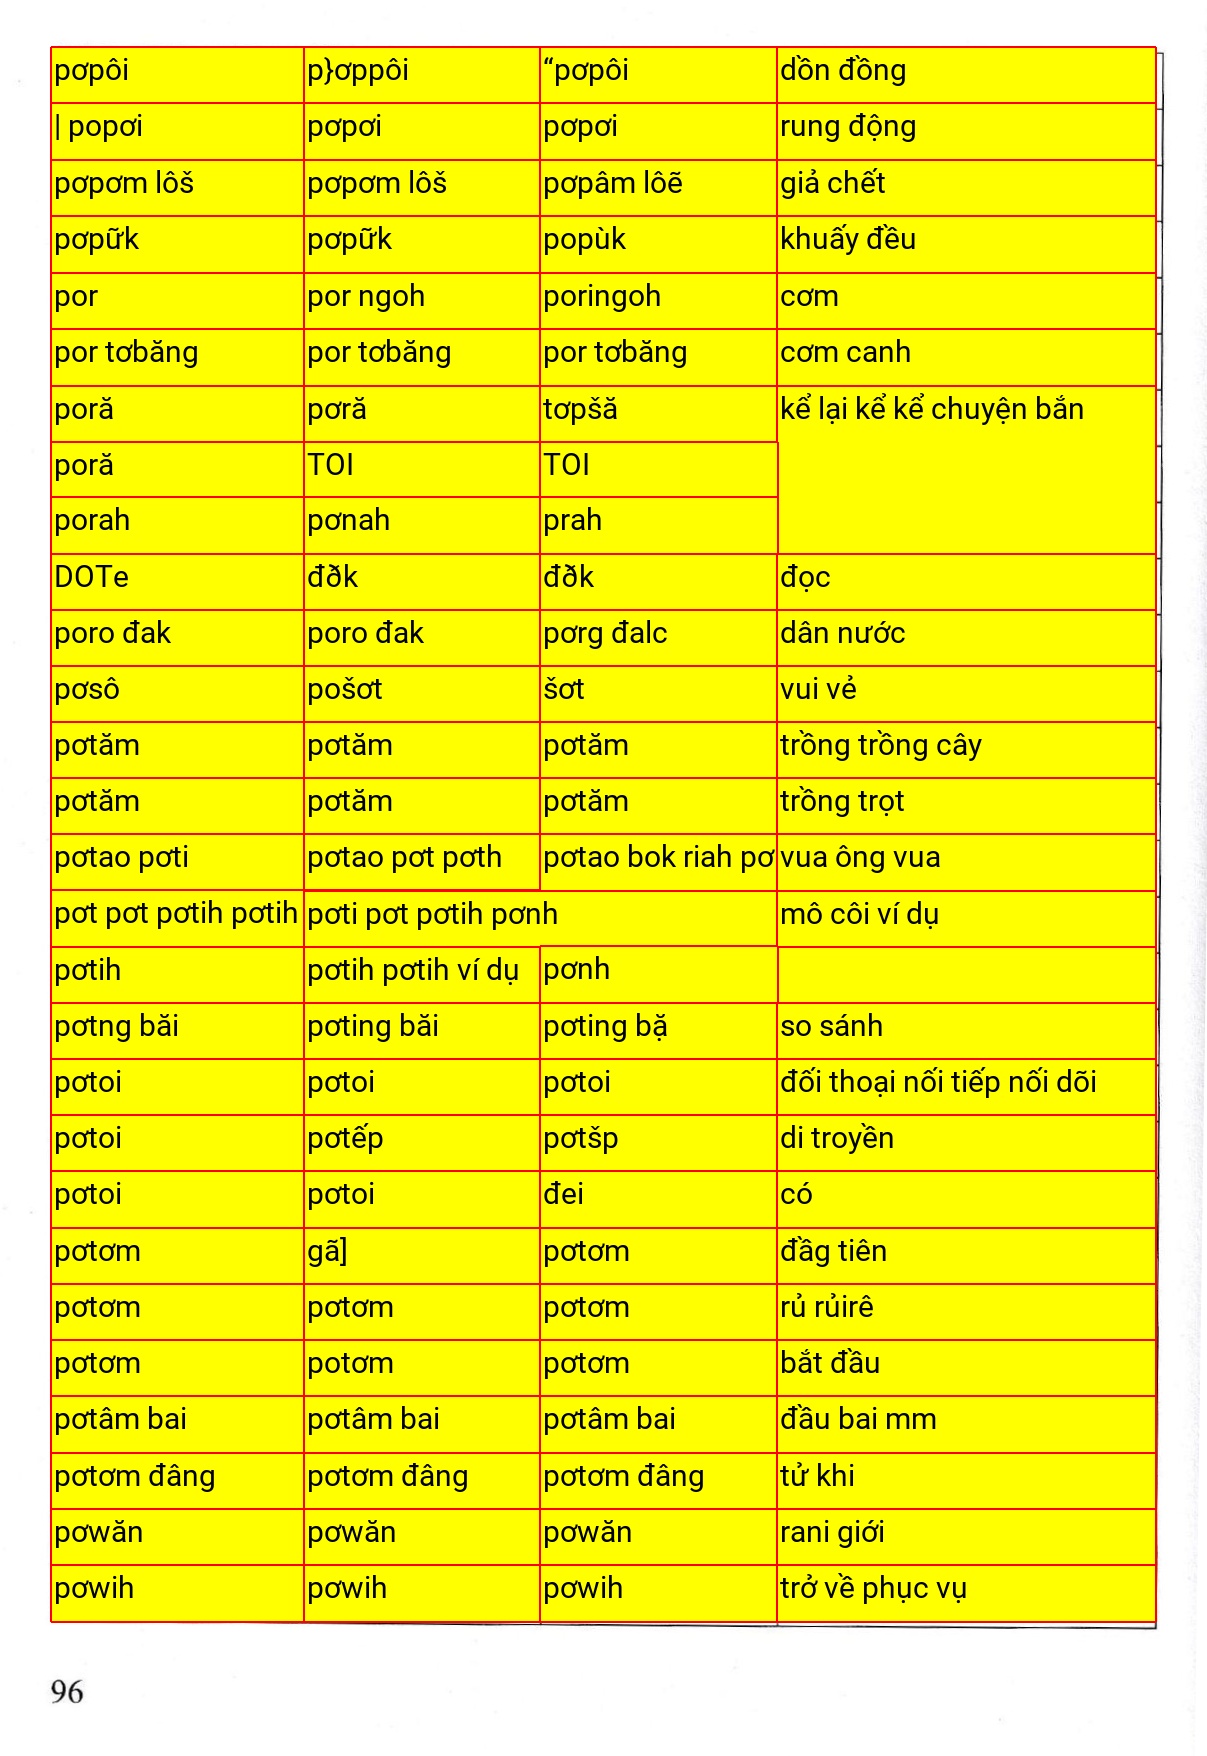 pơpôi p}ơppôi “pơpôi dồn đồng
| popơi pơpơi pơpơi rung động
pơpơm lôš pơpơm lôš pơpâm lôẽ giả chết
pơpữk pơpữk popùk khuấy đều
por por ngoh poringoh cơm
por tơbăng por tơbăng por tơbăng cơm canh
poră pơră tơpšă kể lại kể kể chuyện bắn
poră TOI TOI
porah pơnah prah
DOTe đðk đðk đọc
poro đak poro đak pơrg đalc dân nước
pơsô pošơt šơt vui vẻ
pơtăm pơtăm pơtăm trồng trồng cây
pơtăm pơtăm pơtăm trồng trọt
pơtao pơti pơtao pơt pơth pơtao bok riah pơ vua ông vua
pơt pơt pơtih pơtih pơti pơt pơtih pơnh mô côi ví dụ
pơtih pơtih pơtih ví dụ pơnh
pơtng băi pơting băi pơting bặ so sánh
pơtoi pơtoi pơtoi đối thoại nối tiếp nối dõi
pơtoi pơtếp pơtšp di troyền
pơtoi pơtoi đei có
pơtơm gã] pơtơm đầg tiên
pơtơm pơtơm pơtơm rủ rủirê
pơtơm potơm pơtơm bắt đầu
pơtâm bai pơtâm bai pơtâm bai đầu bai mm
pơtơm đâng pơtơm đâng pơtơm đâng tử khi
pơwăn pơwăn pơwăn rani giới
pơwih pơwih pơwih trở về phục vụ
96